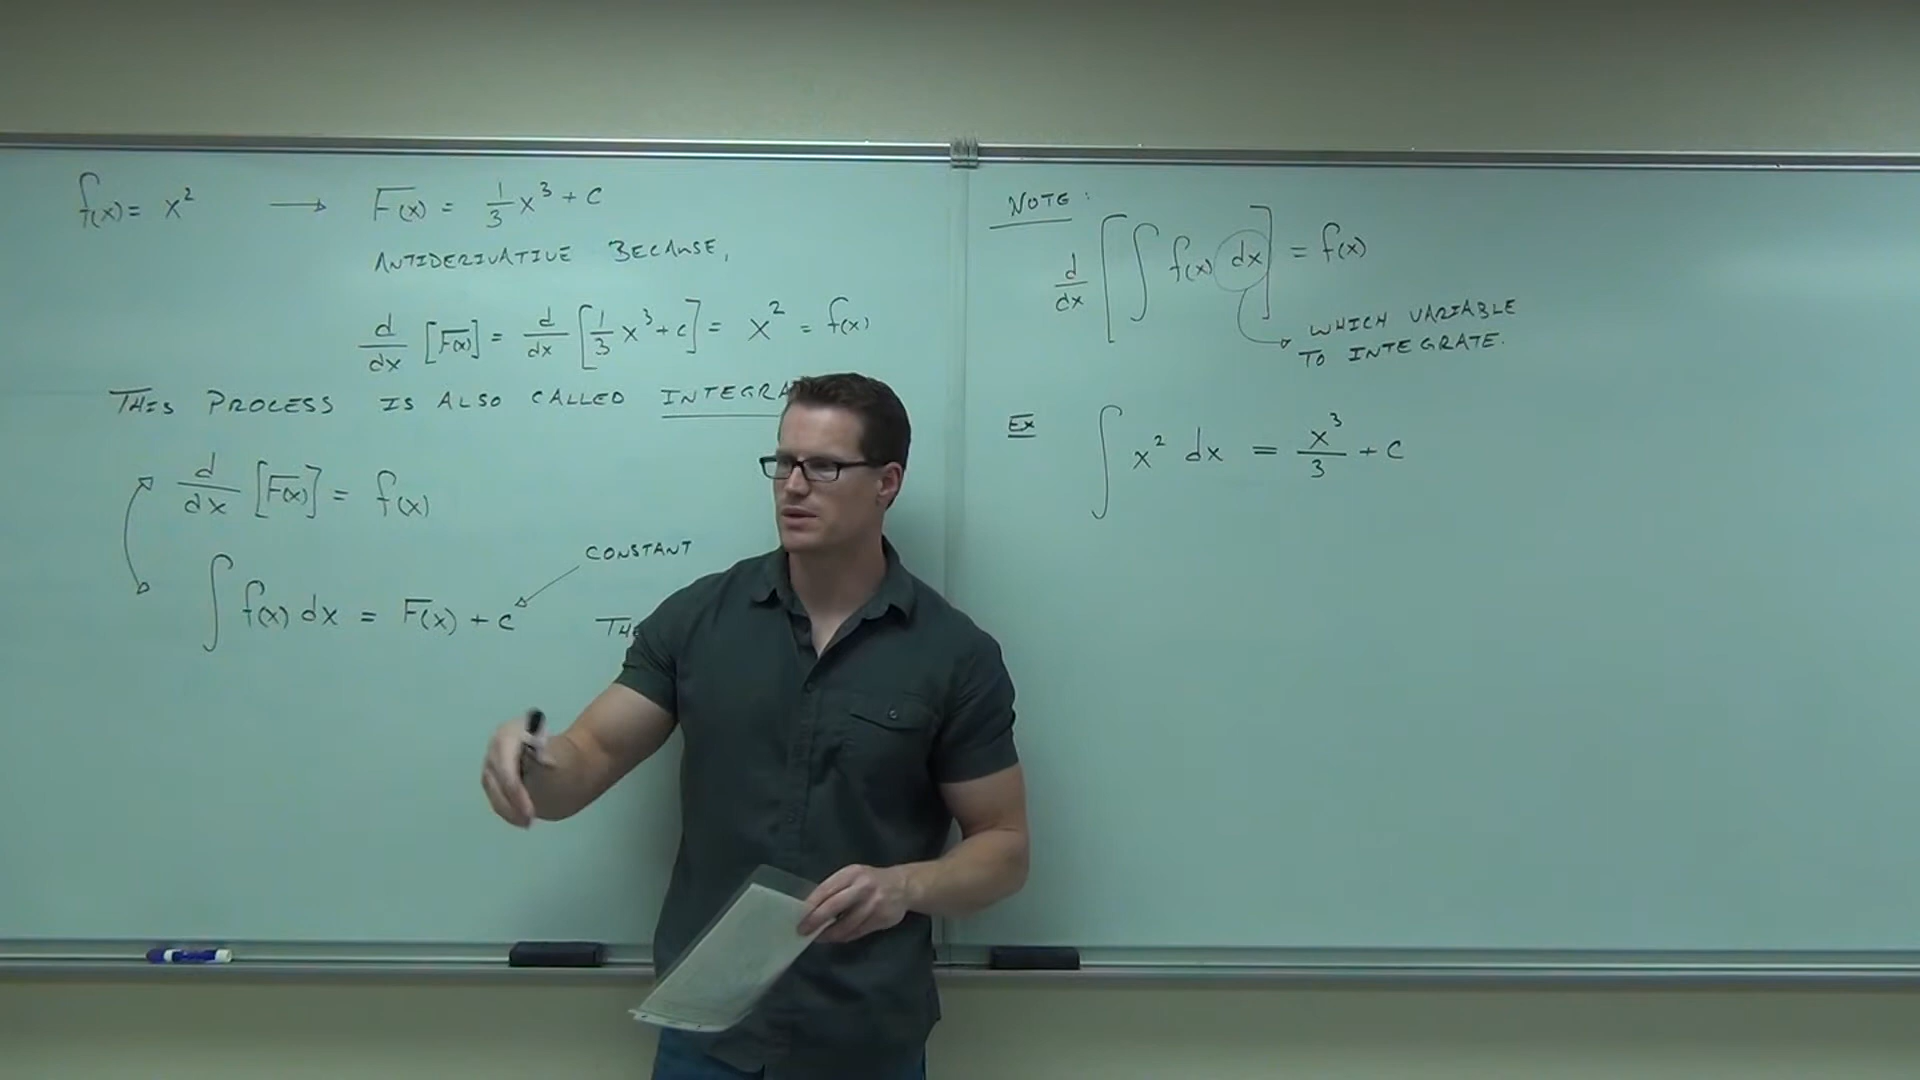 f(x) = x² → F(x) = 1/3 x³ + C
ANTIDERIVATIVE BECAUSE,
d/dx [F(x)] = d/dx [1/3 x³ + C] = x² = f(x)
THIS PROCESS IS ALSO CALLED INTEGRA
d/dx [F(x)] = f(x)
CONSTANT
∫ f(x) dx = F(x) + C
NOTE:
d/dx [∫ f(x) dx] = f(x)
WHICH VARIABLE
TO INTEGRATE.
EX ∫ x² dx = x³/3 + C